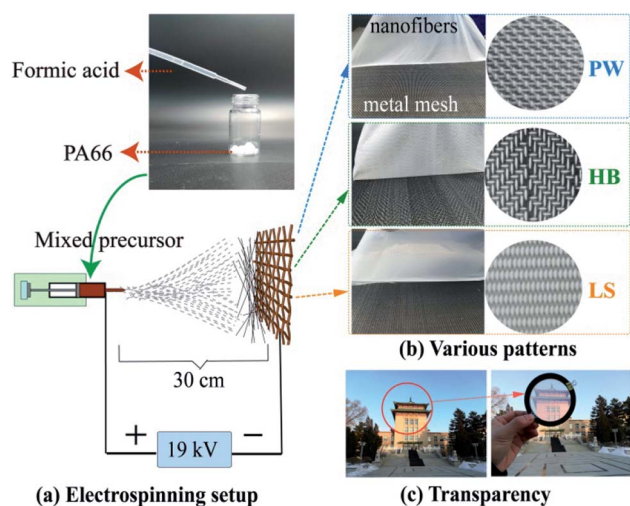 Formic acid
PA66
Mixed precursor
30 cm
+
−
19 kV
(a) Electrospinning setup
nanofibers
metal mesh
PW
HB
LS
(b) Various patterns
(c) Transparency